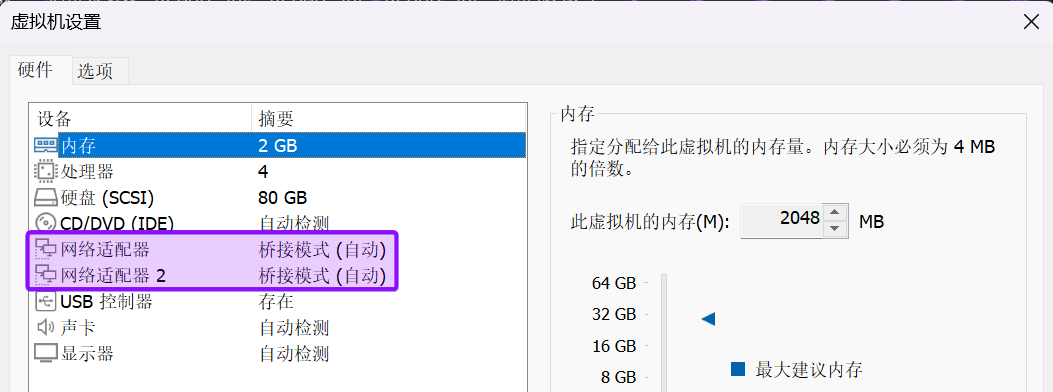 虚拟机设置
硬件 选项
设备 摘要
内存 2 GB
处理器 4
硬盘 (SCSI) 80 GB
CD/DVD (IDE) 自动检测
网络适配器 桥接模式 (自动)
网络适配器 2 桥接模式 (自动)
USB 控制器 存在
声卡 自动检测
显示器 自动检测
内存
指定分配给此虚拟机的内存量。内存大小必须为 4 MB
的倍数。
此虚拟机的内存(M): 2048 MB
64 GB
32 GB
16 GB
8 GB
最大建议内存